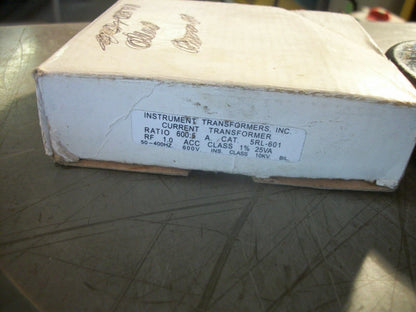 INSTRUMENT TRANSFORMERS, INC.
CURRENT TRANSFORMER
RATIO 600:5 A. CAT 5RL-601
RF 1.0 ACC CLASS 1% 25VA
50-400HZ. 600V INS. CLASS 10KV. BIL